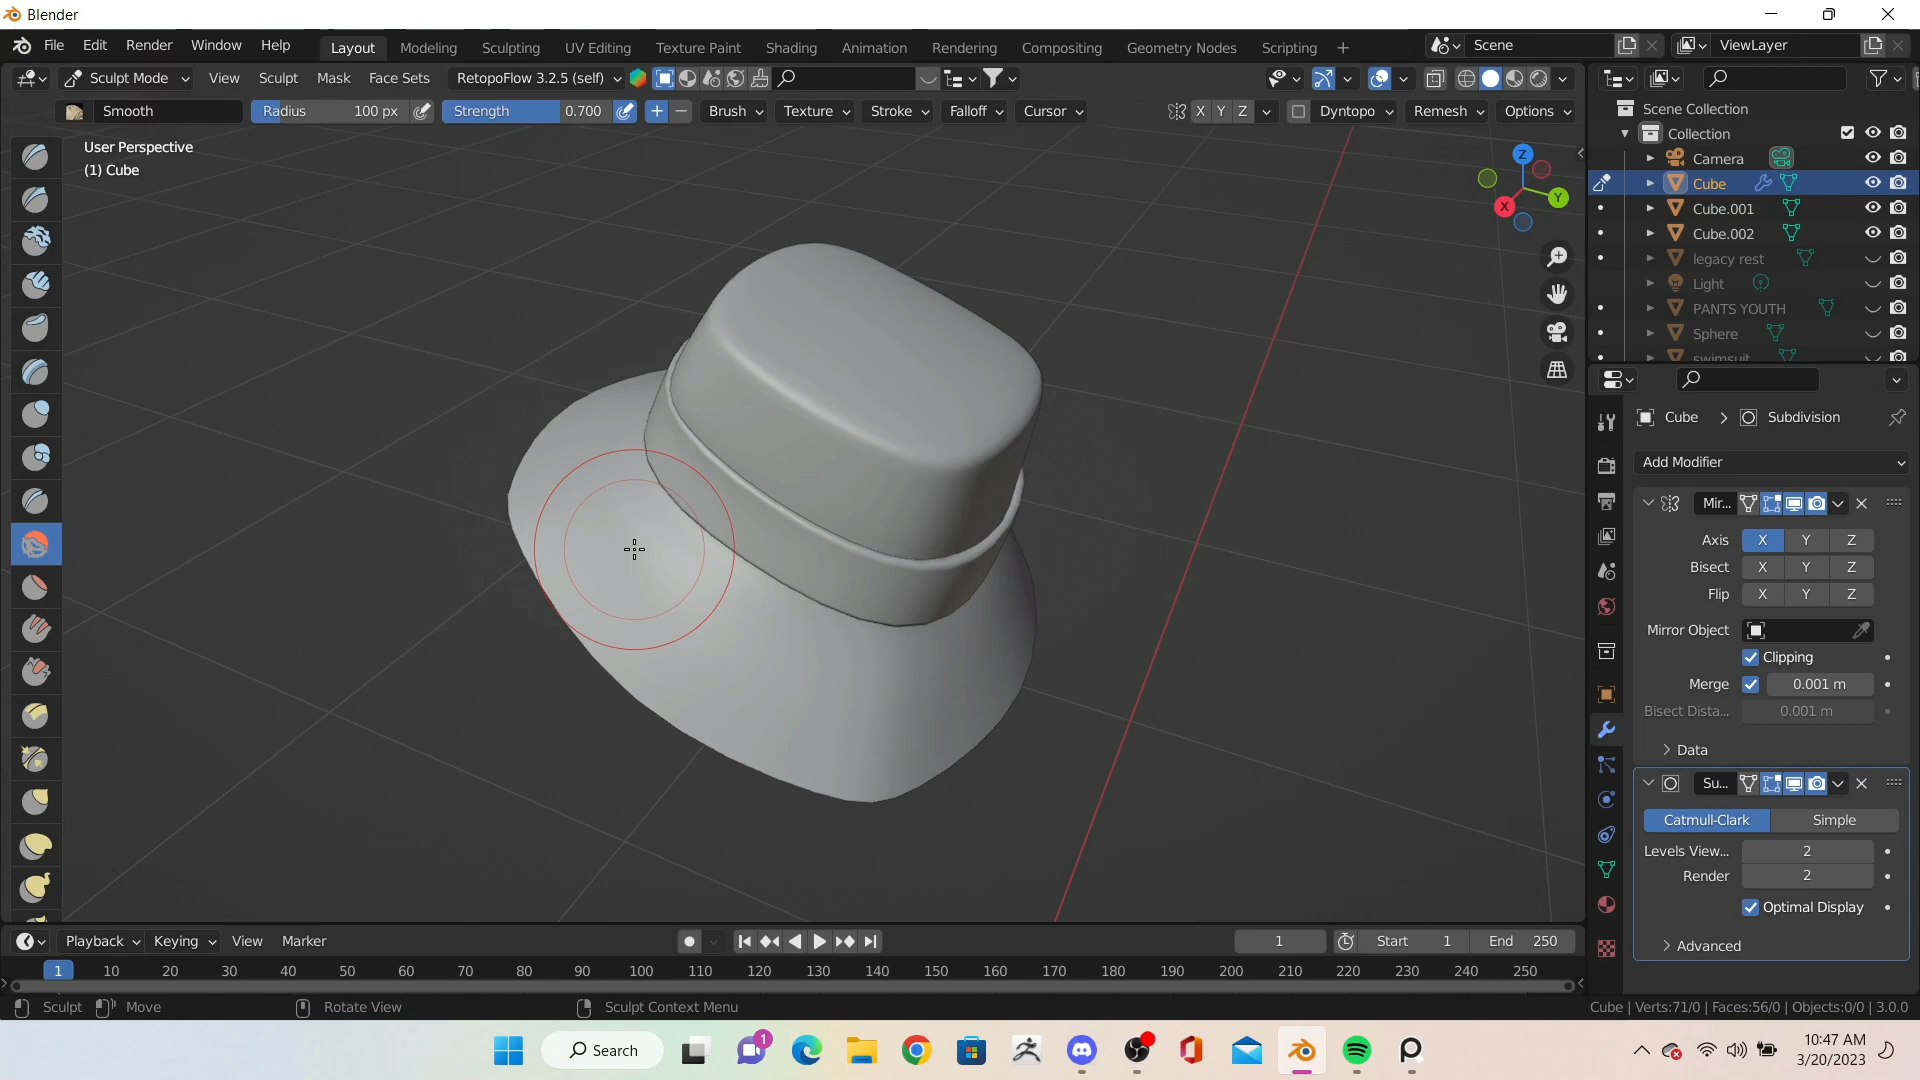 Blender
File Edit Render Window Help Layout Modeling Sculpting UV Editing Texture Paint Shading Animation Rendering Compositing Geometry Nodes Scripting + Scene ViewLayer
Sculpt Mode View Sculpt Mask Face Sets RetopoFlow 3.2.5 (self)
Smooth Radius 100 px Strength 0.700 Brush Texture Stroke Falloff Cursor X Y Z Dyntopo Remesh Options
User Perspective
(1) Cube
Z
Y
X
Scene Collection
Collection
Camera
Cube
Cube.001
Cube.002
legacy rest
Light
PANTS YOUTH
Sphere
swimsuit
Cube > Subdivision
Add Modifier
Mir...
Axis X Y Z
Bisect X Y Z
Flip X Y Z
Mirror Object
Clipping
Merge 0.001 m
Bisect Dista... 0.001 m
Data
Su...
Catmull-Clark Simple
Levels View... 2
Render 2
Optimal Display
Advanced
Playback Keying View Marker 1 Start 1 End 250
1 10 20 30 40 50 60 70 80 90 100 110 120 130 140 150 160 170 180 190 200 210 220 230 240 250
Sculpt Move Rotate View Sculpt Context Menu Cube | Verts:71/0 | Faces:56/0 | Objects:0/0 | 3.0.0
Search 1 10:47 AM
3/20/2023